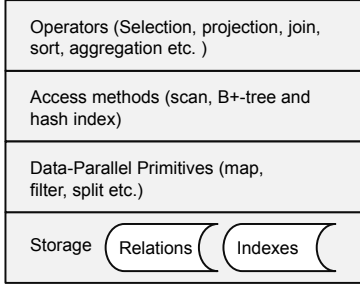 Operators (Selection, projection, join,
sort, aggregation etc. )
Access methods (scan, B+-tree and
hash index)
Data-Parallel Primitives (map,
filter, split etc.)
Storage Relations Indexes